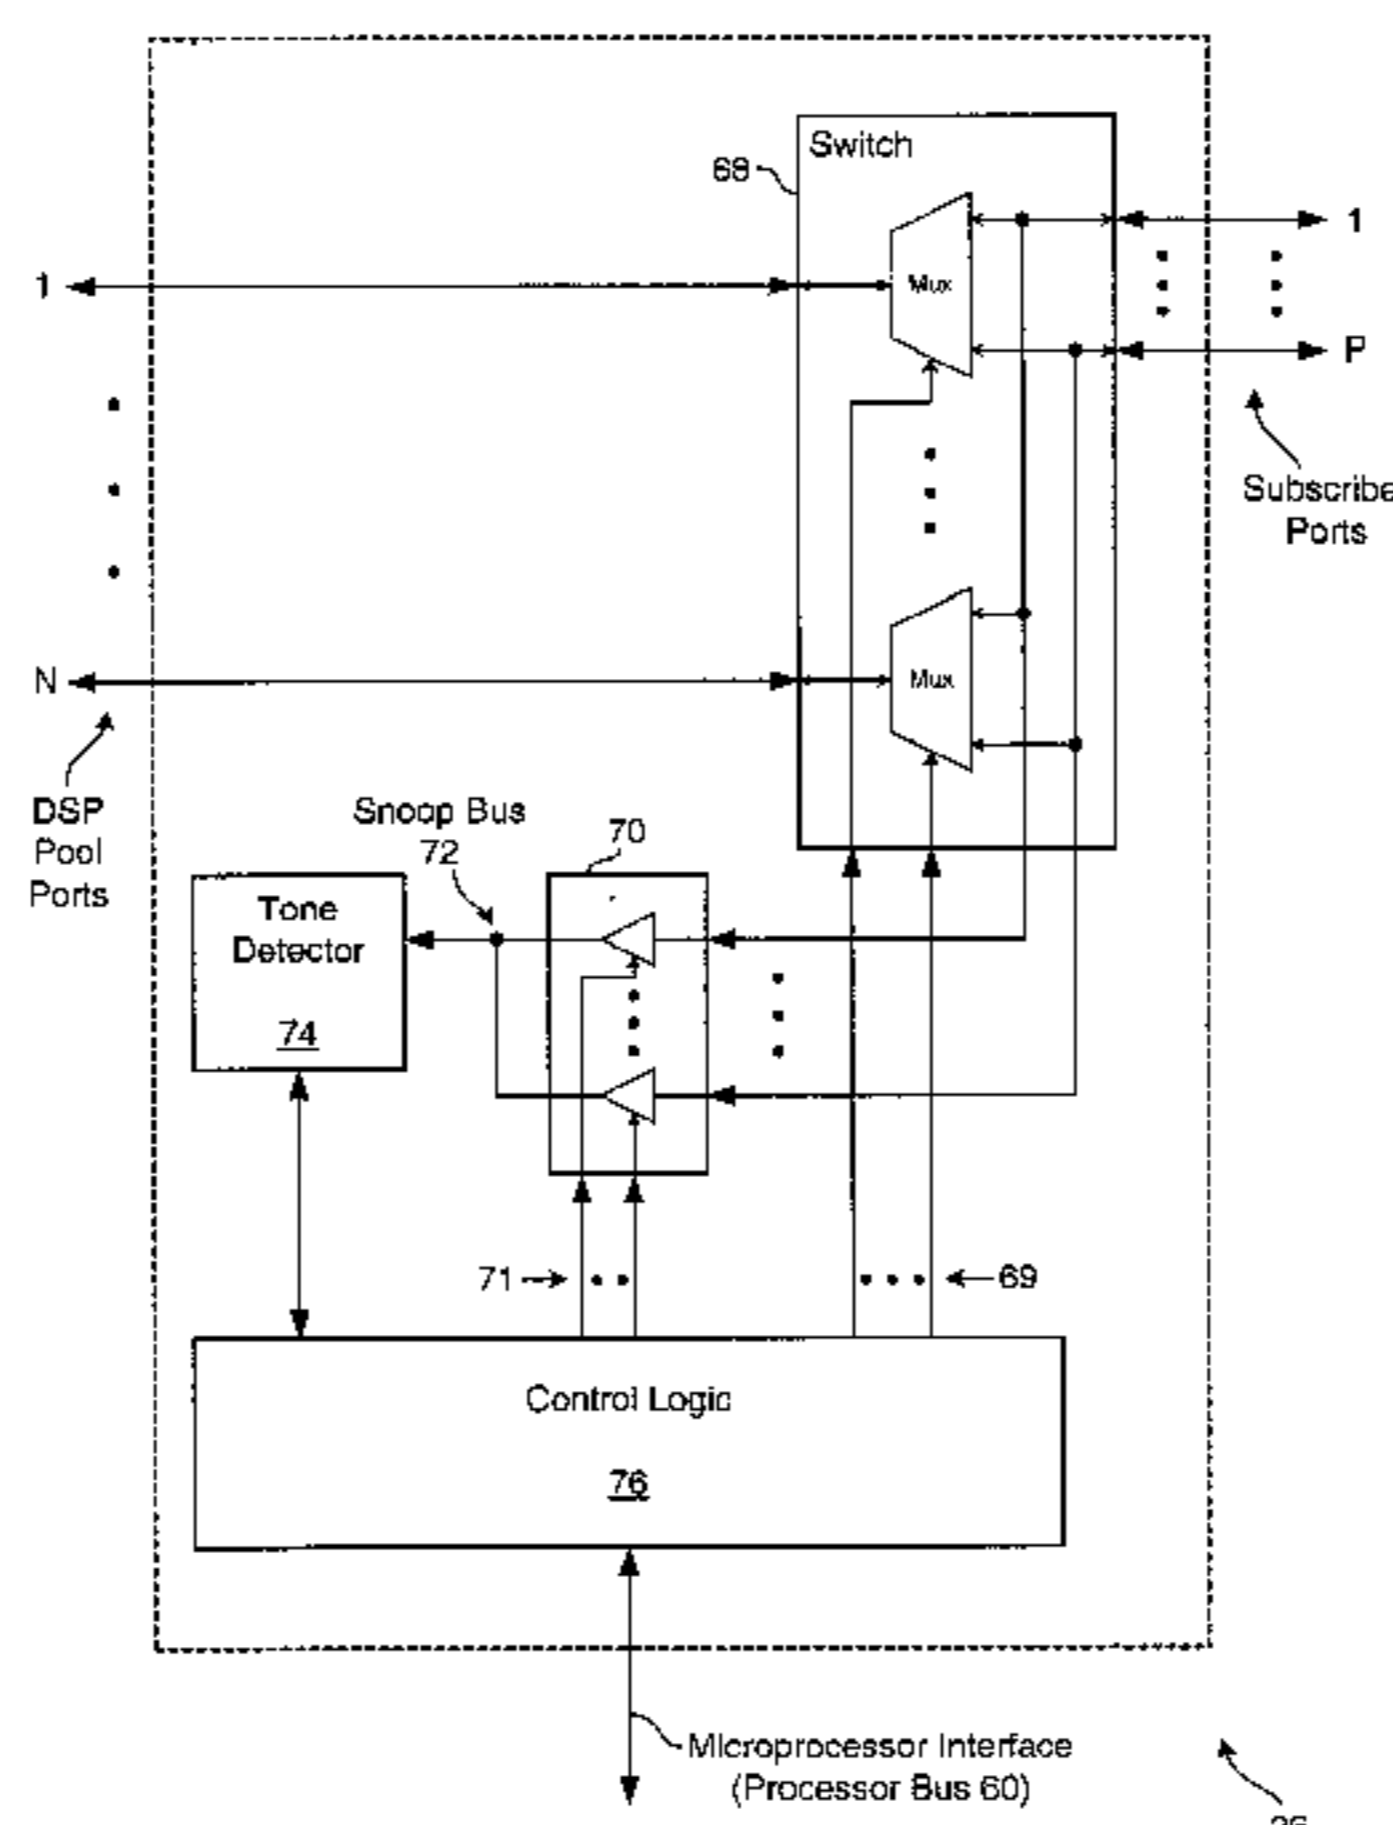 Switch
68
1
Mux
1
P
Subscribe
Ports
N
Mux
DSP
Pool
Ports
Snoop Bus
72
70
Tone
Detector
74
71
69
Control Logic
76
Microprocessor Interface
(Processor Bus 60)